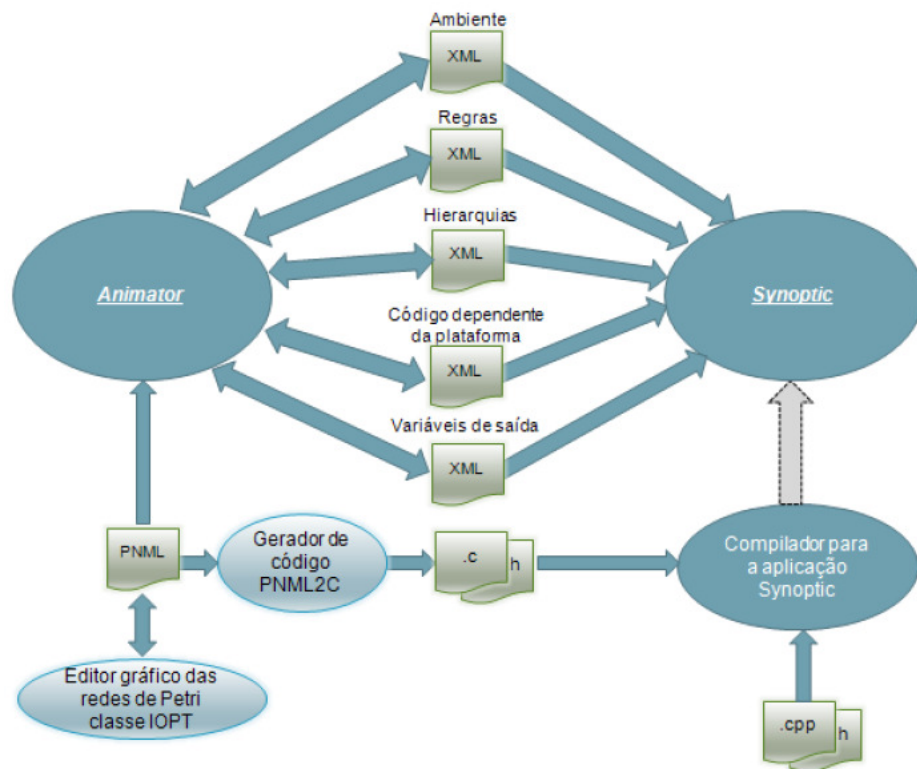 Ambiente
XML
Regras
XML
Hierarquias
XML
Animator
Synoptic
Código dependente
da plataforma
XML
Variáveis de saída
XML
PNML
Gerador de
código
PNML2C
.c
h
Compilador para
a aplicação
Synoptic
Editor gráfico das
redes de Petri
classe IOPT
.cpp
h